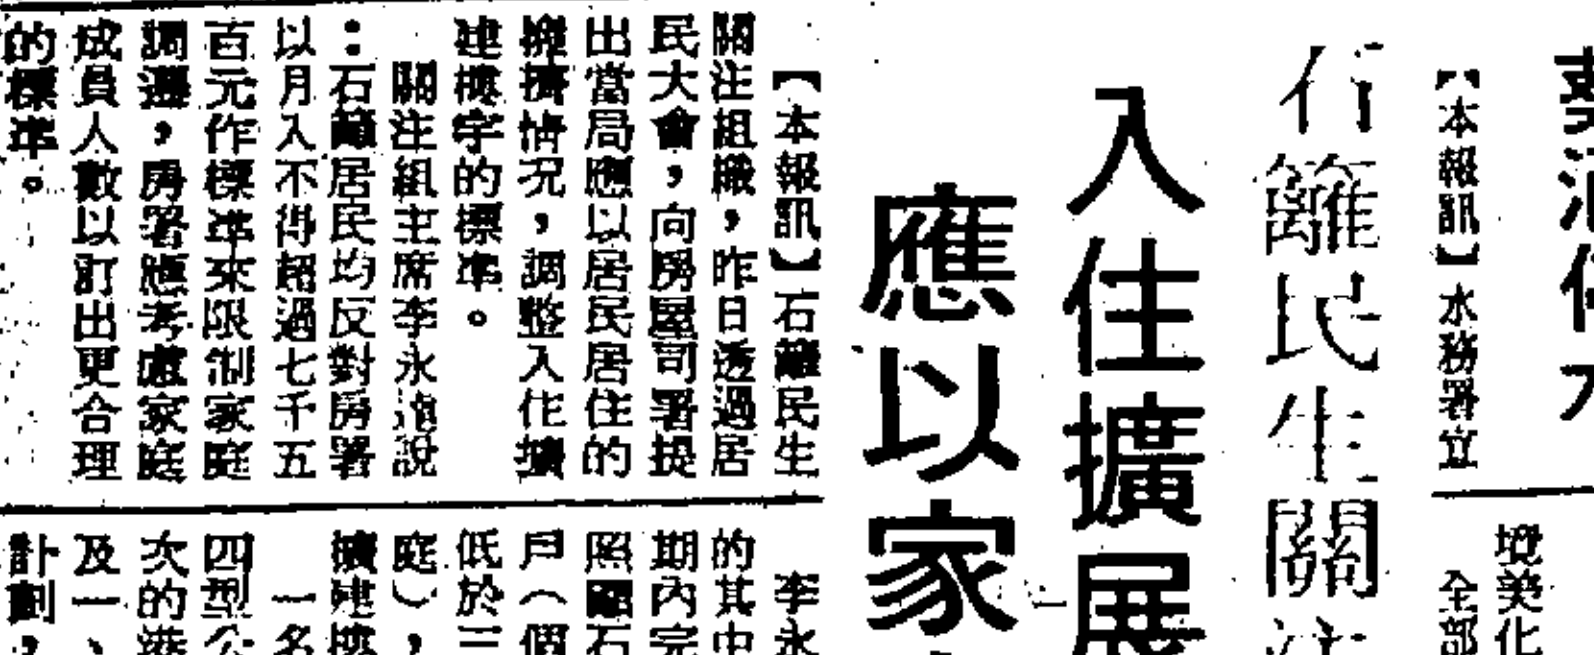 全部
境美化
【本報訊】水務署立
石籬民生關注
入住擴展
應以家
【本報訊】石籬民生
關注組織，昨日透過居
民大會，向房屋司署提
出當局應以居民居住的
擁擠情况，調整入住擴
建樓宇的標準。
關注組主席李永進說
：石籬居民均反對房署
以月入不得超過七千五
百元作標準來限制家庭
調遷，房署應考慮家庭
成員人數以訂出更合理
的標準。
李永
的其中
期內完
照顧石
戶（個
低於三
庭），
擴建樓
一名
四型公
次的港
及一、
計劃，